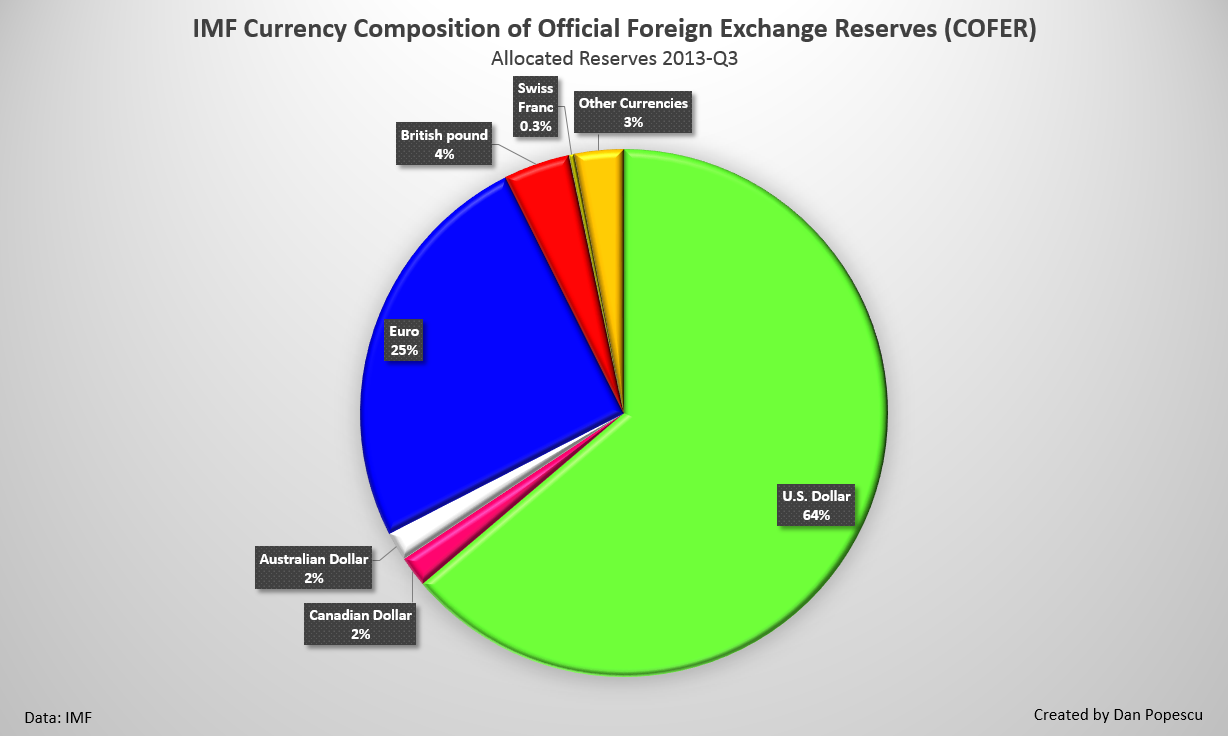 IMF Currency Composition of Official Foreign Exchange Reserves (COFER)
Allocated Reserves 2013-Q3
Swiss
Franc
0.3%
Other Currencies
3%
British pound
4%
Euro
25%
U.S. Dollar
64%
Australian Dollar
2%
Canadian Dollar
2%
Data: IMF
Created by Dan Popescu